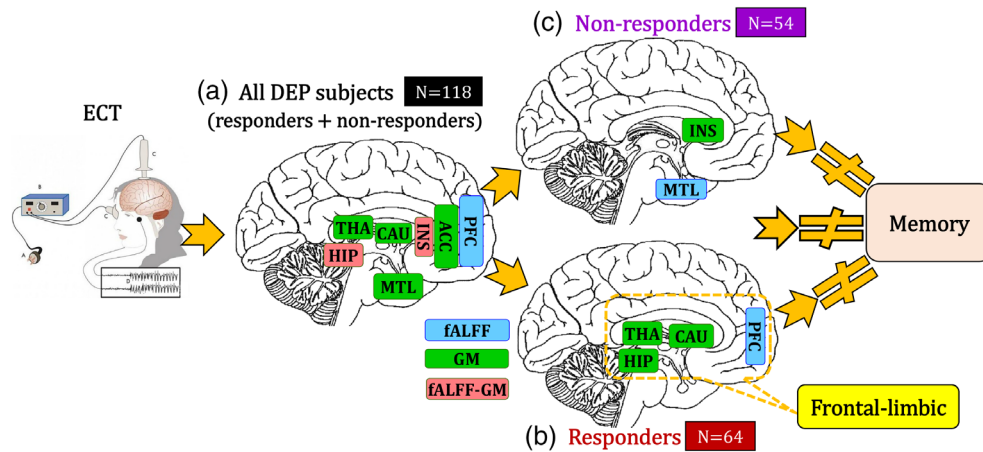 ECT
C
B
A
D
(a) All DEP subjects N=118
(responders + non-responders)
THA
CAU
INS
ACC
PFC
HIP
MTL
fALFF
GM
fALFF-GM
(c) Non-responders N=54
INS
MTL
Memory
THA
CAU
PFC
HIP
Frontal-limbic
(b) Responders N=64